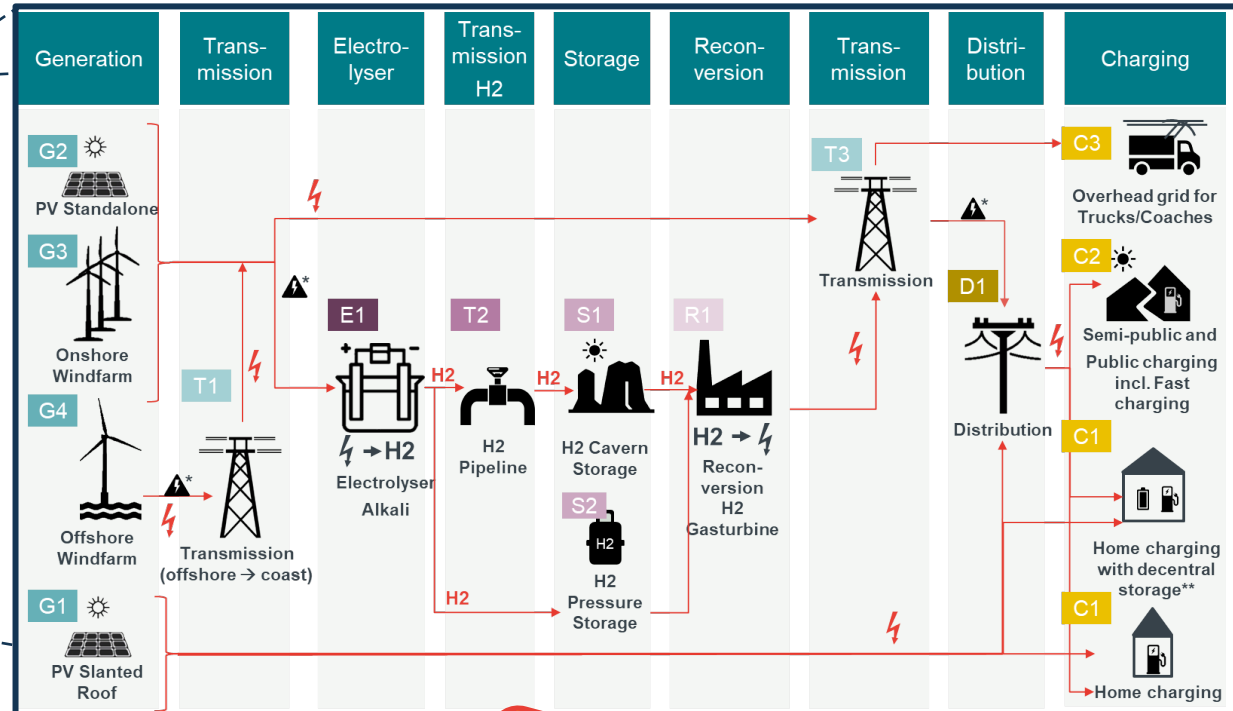 Generation
Trans-
mission
Electro-
lyser
Trans-
mission
H2
Storage
Recon-
version
Trans-
mission
Distri-
bution
Charging
G2
PV Standalone
G3
Onshore
Windfarm
G4
*
Offshore
Windfarm
G1
PV Slanted
Roof
T1
Transmission
(offshore → coast)
*
E1
+
−
→ H2
Electrolyser
Alkali
H2
H2
T2
H2
Pipeline
H2
S1
H2 Cavern
Storage
S2
H2
H2
Pressure
Storage
H2
R1
H2 →
Recon-
version
H2
Gasturbine
T3
Transmission
*
D1
Distribution
C3
Overhead grid for
Trucks/Coaches
C2
Semi-public and
Public charging
incl. Fast
charging
C1
Home charging
with decentral
storage**
C1
Home charging